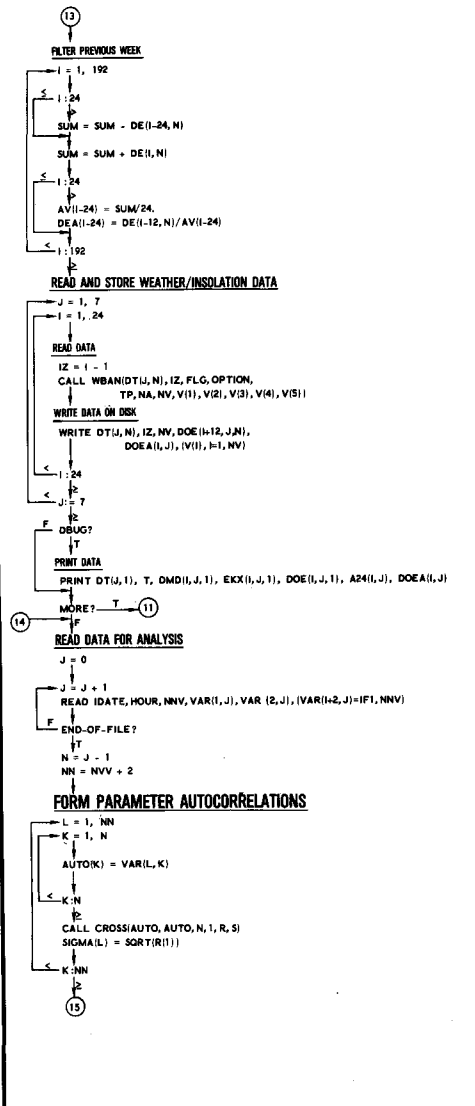 13
FILTER PREVIOUS WEEK
I = 1, 192
≤ I:24
≥
SUM = SUM - DE(I-24, N)
SUM = SUM + DE(I, N)
≤ I:24
≥
AV(I-24) = SUM/24.
DEA(I-24) = DE(I-12, N)/AV(I-24)
< I:192
≥
READ AND STORE WEATHER/INSOLATION DATA
J = 1, 7
I = 1, 24
READ DATA
IZ = I - 1
CALL WBAN(DT(J, N), IZ, FLG, OPTION,
TP, NA, NV, V(1), V(2), V(3), V(4), V(5))
WRITE DATA ON DISK
WRITE DT(J, N), IZ, NV, DOE(I+12, J,N),
DOEA(I, J), (V(I), I=1, NV)
< I:24
≥
< J:= 7
≥
F DBUG?
T
PRINT DATA
PRINT DT(J, 1), T, DMD(I, J, 1), EKX(I, J, 1), DOE(I, J, 1), A24(I, J), DOEA(I, J)
MORE? T 11
14 F
READ DATA FOR ANALYSIS
J = 0
J = J + 1
READ IDATE, HOUR, NNV, VAR(1, J), VAR (2, J), (VAR(I+2, J)=IF1, NNV)
F END-OF-FILE?
T
N = J - 1
NN = NVV + 2
FORM PARAMETER AUTOCORRELATIONS
L = 1, NN
K = 1, N
AUTO(K) = VAR(L, K)
< K:N
≥
CALL CROSS(AUTO, AUTO, N, 1, R, S)
SIGMA(L) = SQRT(R(1))
< K:NN
≥
15